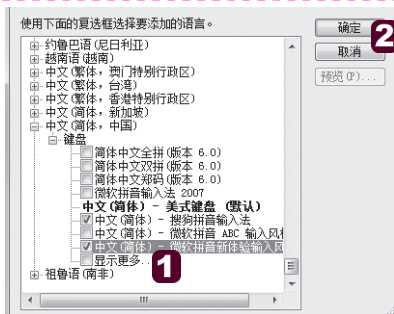 使用下面的复选框选择要添加的语言。
约鲁巴语(尼日利亚)
越南语(越南)
中文(繁体，澳门特别行政区)
中文(繁体，台湾)
中文(繁体，香港特别行政区)
中文(简体，新加坡)
中文(简体，中国)
键盘
简体中文全拼(版本 6.0)
简体中文双拼(版本 6.0)
简体中文郑码(版本 6.0)
微软拼音输入法 2007
中文(简体) - 美式键盘 (默认)
中文(简体) - 搜狗拼音输入法
中文(简体) - 微软拼音 ABC 输入风
中文(简体) - 微软拼音新体验输入风
显示更多..
1
祖鲁语(南非)
确定
2
取消
预览(P)...